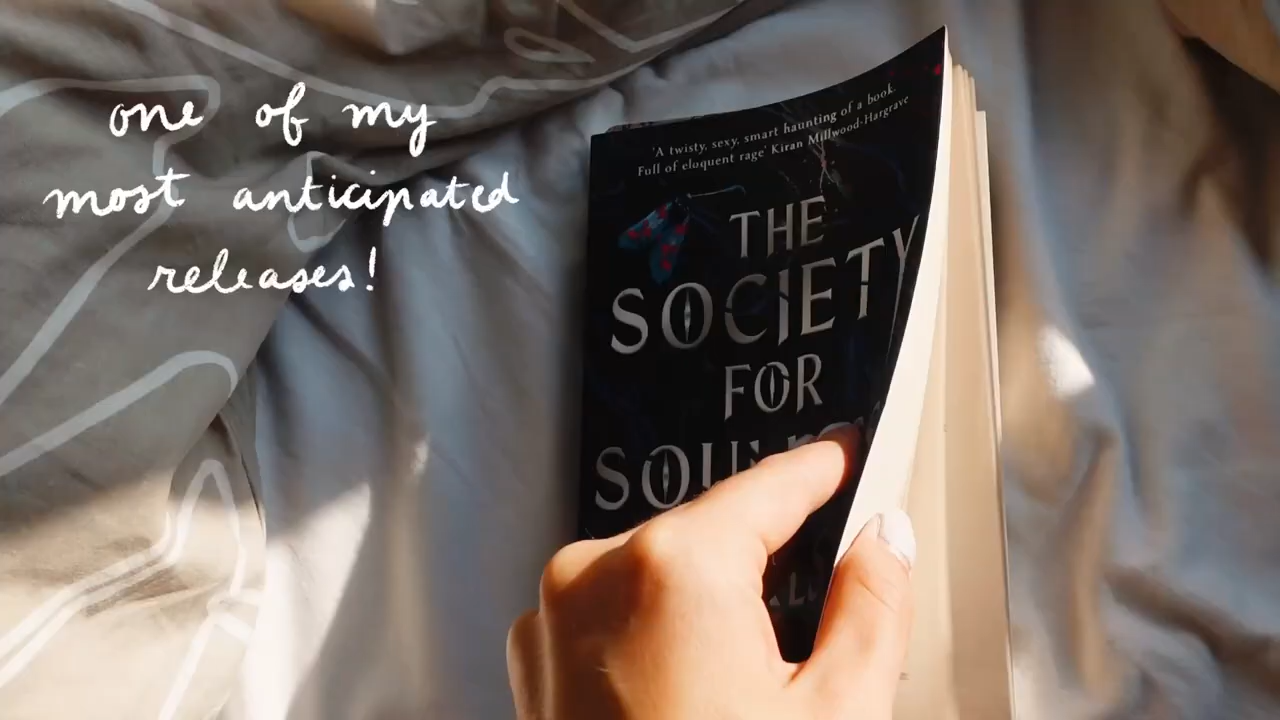 one of my
most anticipated
releases!
'A twisty, sexy, smart haunting of a book.
Full of eloquent rage' Kiran Millwood-Hargrave
THE
SOCIETY
FOR